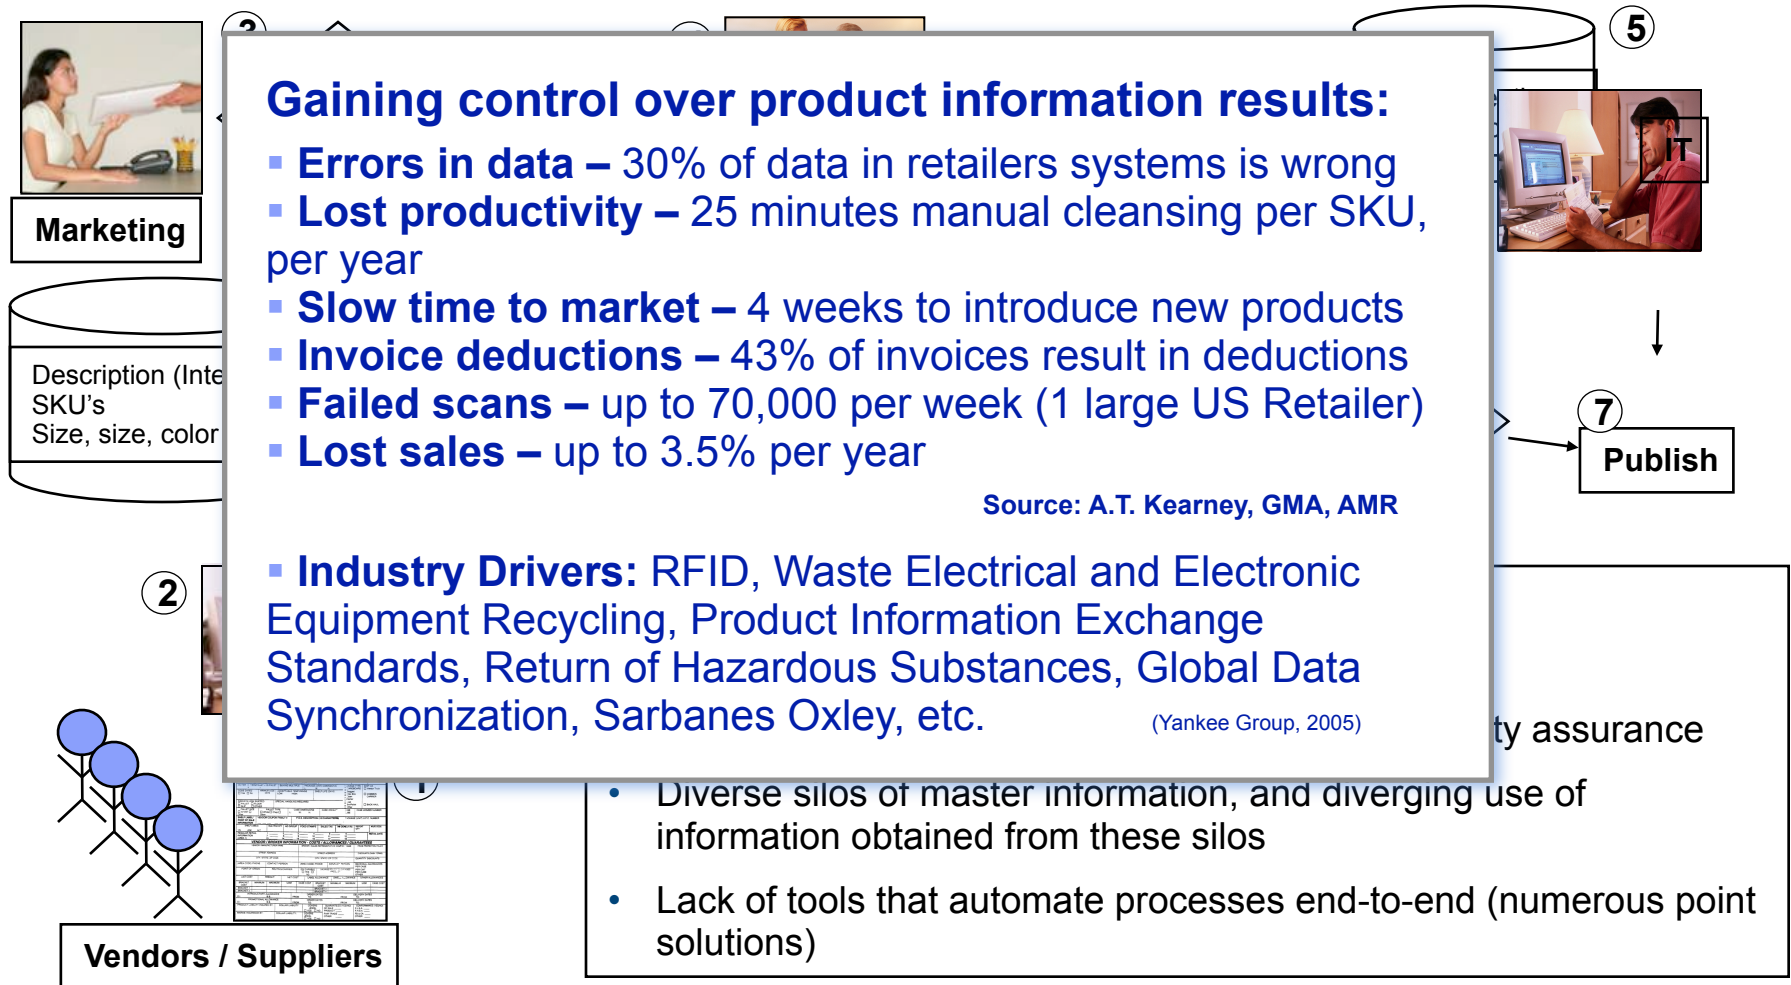 3
5
IT
Gaining control over product information results:
▪ Errors in data – 30% of data in retailers systems is wrong
▪ Lost productivity – 25 minutes manual cleansing per SKU,
per year
▪ Slow time to market – 4 weeks to introduce new products
▪ Invoice deductions – 43% of invoices result in deductions
▪ Failed scans – up to 70,000 per week (1 large US Retailer)
▪ Lost sales – up to 3.5% per year
Source: A.T. Kearney, GMA, AMR
▪ Industry Drivers: RFID, Waste Electrical and Electronic
Equipment Recycling, Product Information Exchange
Standards, Return of Hazardous Substances, Global Data
Synchronization, Sarbanes Oxley, etc.
(Yankee Group, 2005)
Marketing
Description (Inte
SKU's
Size, size, color
7
Publish
2
1
Vendors / Suppliers
ty assurance
• Diverse silos of master information, and diverging use of
information obtained from these silos
• Lack of tools that automate processes end-to-end (numerous point
solutions)